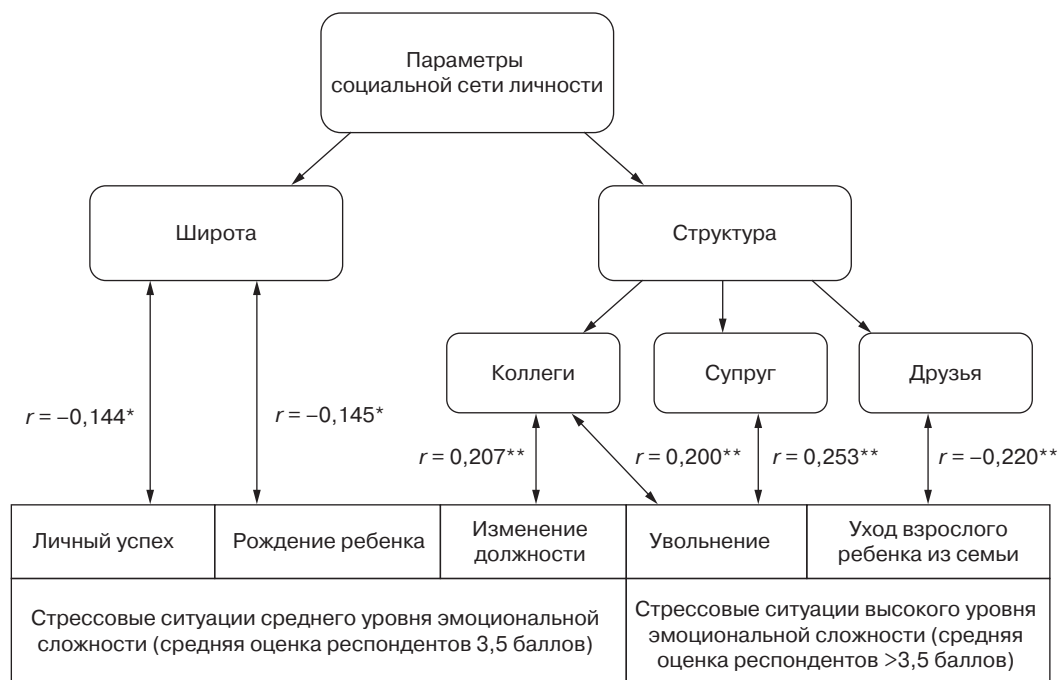 Параметры
социальной сети личности
Широта
Структура
Коллеги
Супруг
Друзья
r = −0,144*
r = −0,145*
r = 0,207**
r = 0,200**
r = 0,253**
r = −0,220**
Личный успех
Рождение ребенка
Изменение
должности
Увольнение
Уход взрослого
ребенка из семьи
Стрессовые ситуации среднего уровня эмоциональной
сложности (средняя оценка респондентов 3,5 баллов)
Стрессовые ситуации высокого уровня
эмоциональной сложности (средняя
оценка респондентов >3,5 баллов)